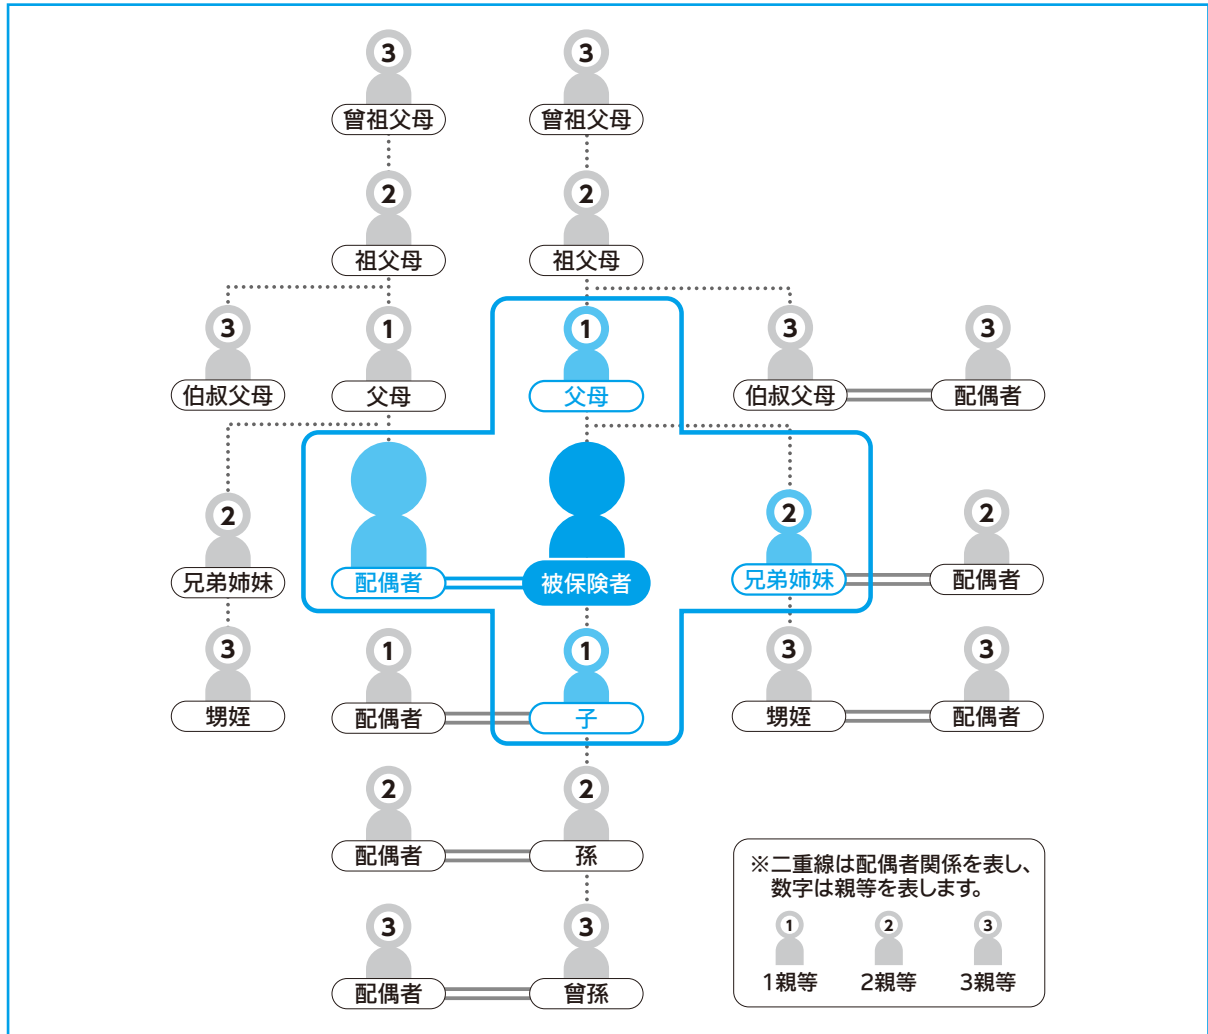 3 3
曾祖父母 曾祖父母
2 2
祖父母 祖父母
3 1 1 3 3
伯叔父母 父母 父母 伯叔父母 配偶者
2 2 2
兄弟姉妹 配偶者 被保険者 兄弟姉妹 配偶者
3 1 1 3 3
甥姪 配偶者 子 甥姪 配偶者
2 2
配偶者 孫
3 3
配偶者 曾孫
※二重線は配偶者関係を表し、
数字は親等を表します。
1 2 3
1親等 2親等 3親等